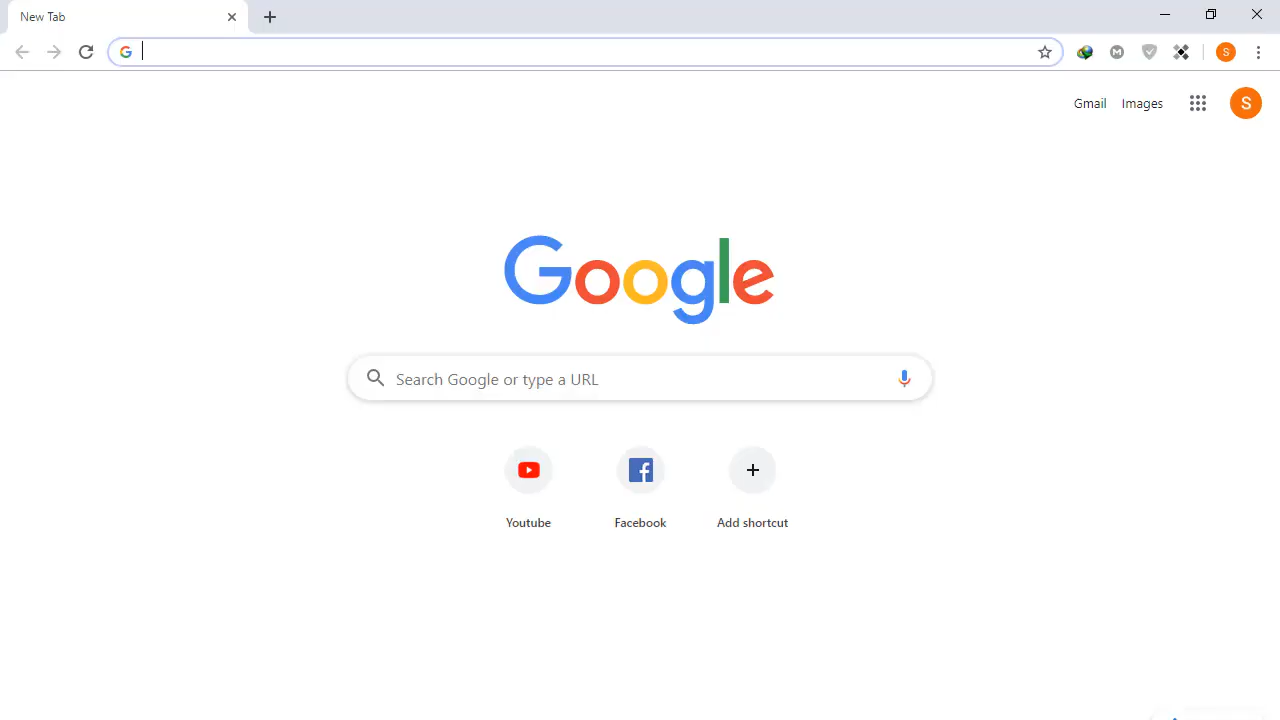 New Tab
S
Gmail Images
S
Google
Search Google or type a URL
Youtube Facebook Add shortcut